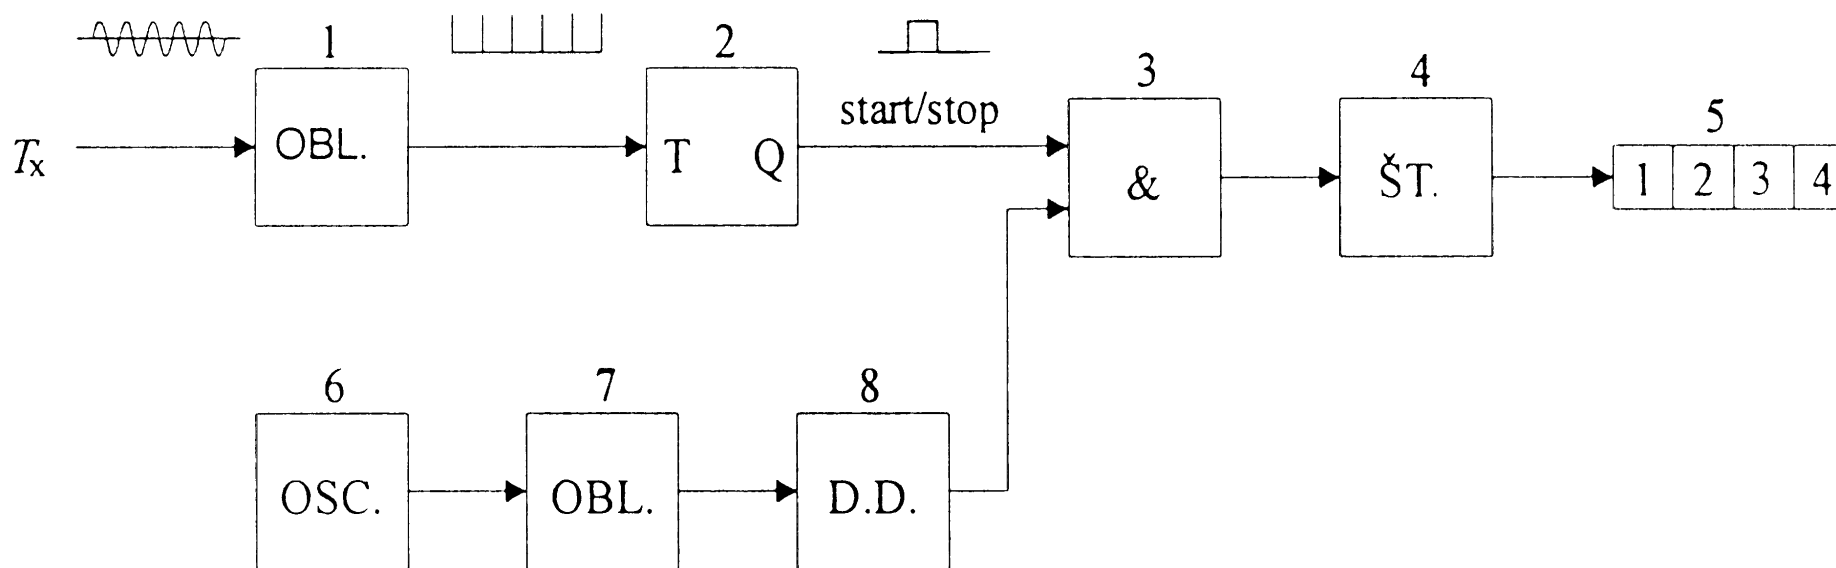 1
2
3
4
5
Tx
OBL.
T Q
start/stop
&
ŠT.
1 2 3 4
6
7
8
OSC.
OBL.
D.D.